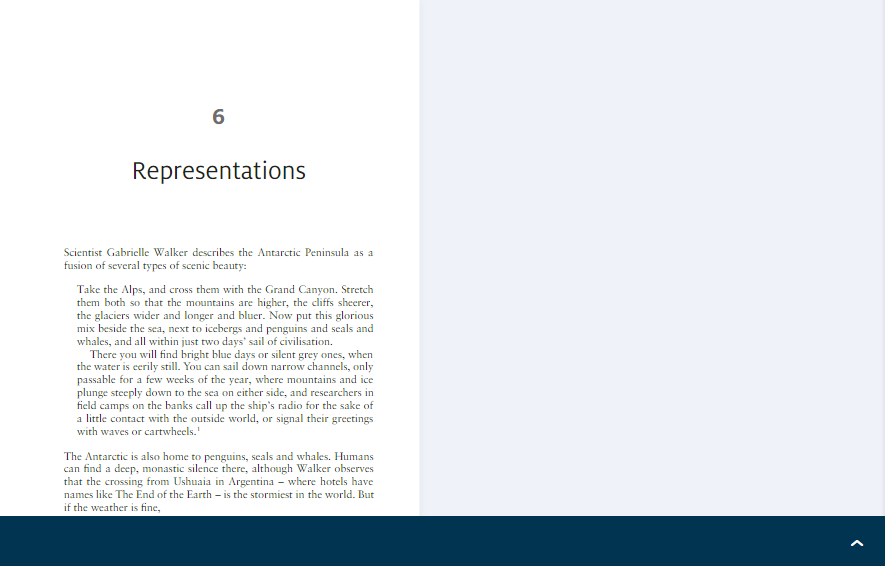 6
Representations
Scientist Gabrielle Walker describes the Antarctic Peninsula as a
fusion of several types of scenic beauty:
Take the Alps, and cross them with the Grand Canyon. Stretch
them both so that the mountains are higher, the cliffs sheerer,
the glaciers wider and longer and bluer. Now put this glorious
mix beside the sea, next to icebergs and penguins and seals and
whales, and all within just two days’ sail of civilisation.
There you will find bright blue days or silent grey ones, when
the water is eerily still. You can sail down narrow channels, only
passable for a few weeks of the year, where mountains and ice
plunge steeply down to the sea on either side, and researchers in
field camps on the banks call up the ship’s radio for the sake of
a little contact with the outside world, or signal their greetings
with waves or cartwheels.¹
The Antarctic is also home to penguins, seals and whales. Humans
can find a deep, monastic silence there, although Walker observes
that the crossing from Ushuaia in Argentina – where hotels have
names like The End of the Earth – is the stormiest in the world. But
if the weather is fine,